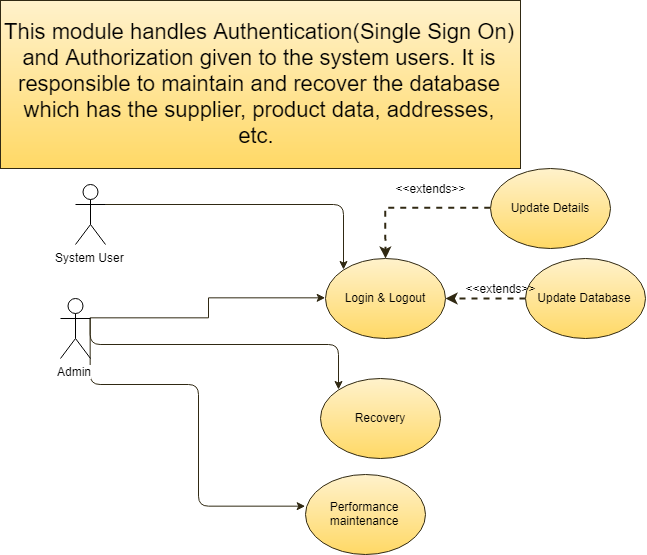 This module handles Authentication(Single Sign On)
and Authorization given to the system users. It is
responsible to maintain and recover the database
which has the supplier, product data, addresses,
etc.
<<extends>>
Update Details
System User
<<extends>>
Login & Logout
Update Database
Admin
Recovery
Performance
maintenance